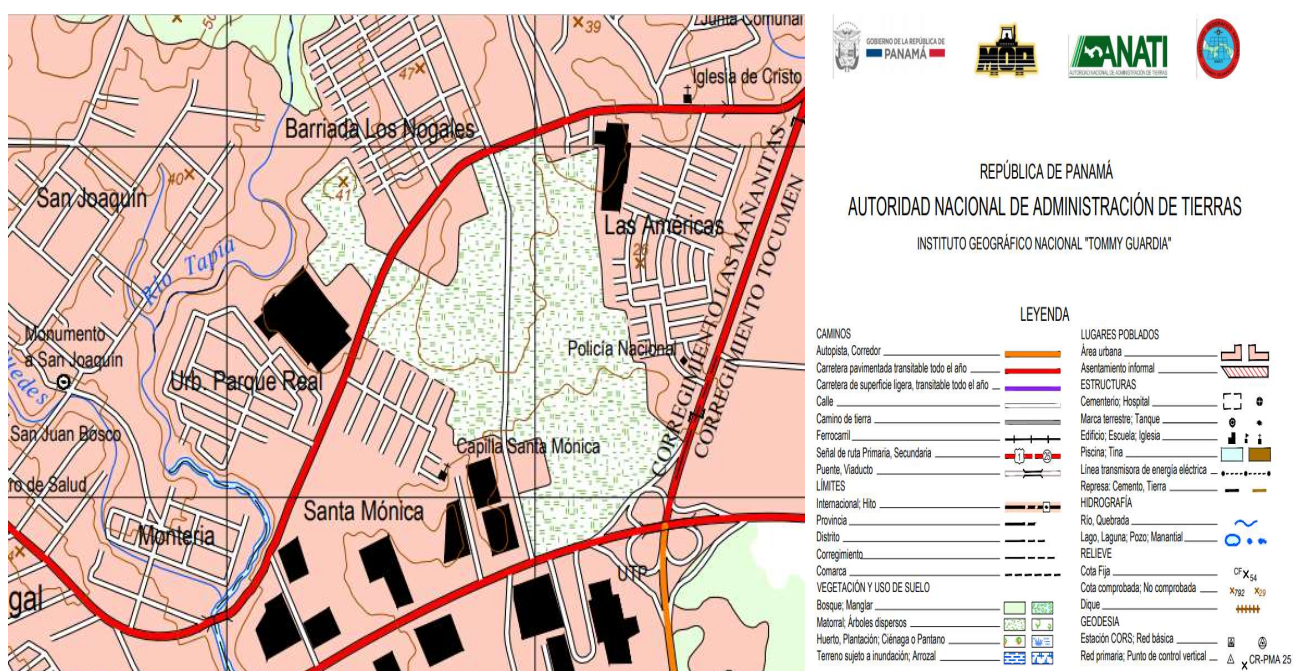 50
39
Junta Comunal
47
Iglesia de Cristo
Barriada Los Nogales
40
41
San Joaquín
Las Américas
26
Río Tapia
CORREGIMIENTO LAS MAÑANITAS
CORREGIMIENTO TOCUMEN
Monumento
a San Joaquín
Policía Nacional
Urb. Parque Real
San Juan Bosco
Capilla Santa Mónica
ro de Salud
Santa Mónica
Montería
UTP
gal
GOBIERNO DE LA REPÚBLICA DE
PANAMÁ
MOP
ANATI
AUTORIDAD NACIONAL DE ADMINISTRACIÓN DE TIERRAS
REPÚBLICA DE PANAMÁ
AUTORIDAD NACIONAL DE ADMINISTRACIÓN DE TIERRAS
INSTITUTO GEOGRÁFICO NACIONAL "TOMMY GUARDIA"
LEYENDA
CAMINOS
Autopista, Corredor
Carretera pavimentada transitable todo el año
Carretera de superficie ligera, transitable todo el año
Calle
Camino de tierra
Ferrocarril
Señal de ruta Primaria, Secundaria 1 26
Puente, Viaducto
LÍMITES
Internacional; Hito
Provincia
Distrito
Corregimiento
Comarca
VEGETACIÓN Y USO DE SUELO
Bosque; Manglar
Matorral; Árboles dispersos
Huerto, Plantación; Ciénaga o Pantano
Terreno sujeto a inundación; Arrozal
LUGARES POBLADOS
Área urbana
Asentamiento informal
ESTRUCTURAS
Cementerio; Hospital
Marca terrestre; Tanque
Edificio; Escuela; Iglesia
Piscina; Tina
Línea transmisora de energía eléctrica
Represa: Cemento, Tierra
HIDROGRAFÍA
Río, Quebrada
Lago, Laguna; Pozo; Manantial
RELIEVE
Cota Fija CF 54
Cota comprobada; No comprobada 792 29
Dique
GEODESIA
Estación CORS; Red básica
Red primaria; Punto de control vertical CR-PMA 25